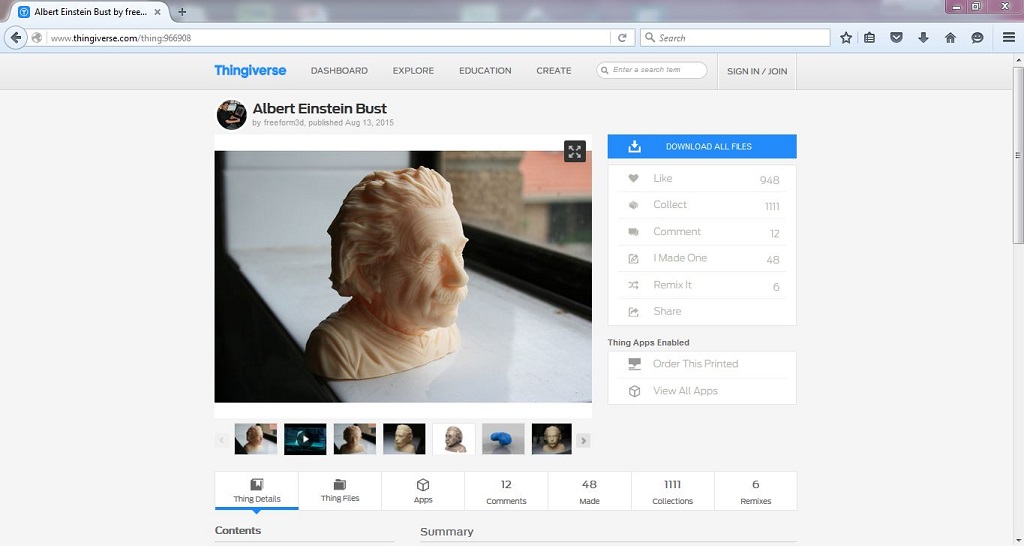 Albert Einstein Bust by free...
www.thingiverse.com/thing:966908
Search
Thingiverse DASHBOARD EXPLORE EDUCATION CREATE Enter a search term SIGN IN / JOIN
Albert Einstein Bust
by freeform3d, published Aug 13, 2015
DOWNLOAD ALL FILES
Like 948
Collect 1111
Comment 12
I Made One 48
Remix It 6
Share
Thing Apps Enabled
Order This Printed
View All Apps
12 48 1111 6
Thing Details Thing Files Apps Comments Made Collections Remixes
Contents Summary